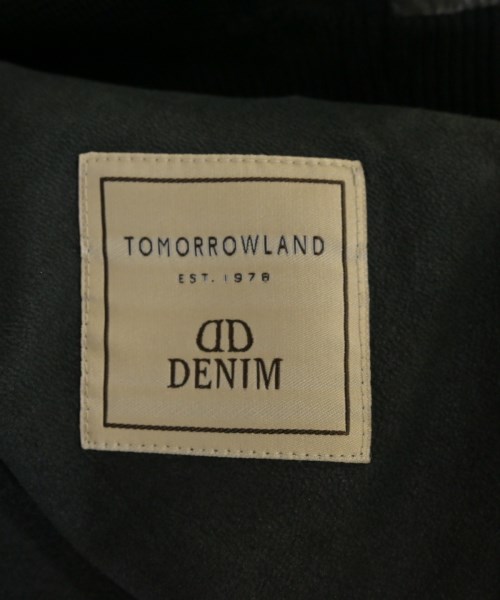 TOMORROWLAND
EST. 1978
DD
DENIM